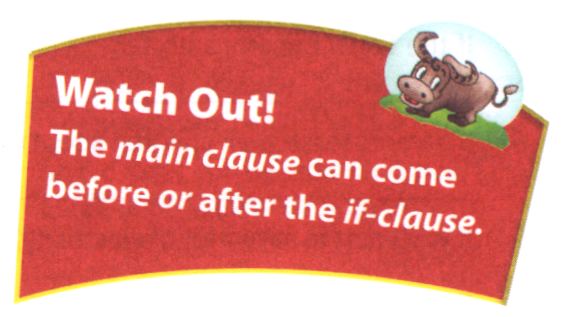 Watch Out!
The main clause can come
before or after the if-clause.